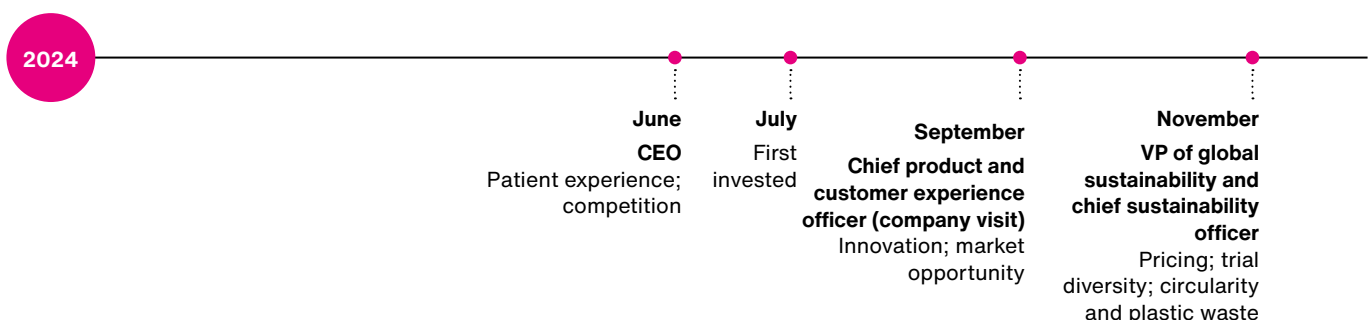 2024
June
CEO
Patient experience;
competition
July
First
invested
September
Chief product and
customer experience
officer (company visit)
Innovation; market
opportunity
November
VP of global
sustainability and
chief sustainability
officer
Pricing; trial
diversity; circularity
and plastic waste